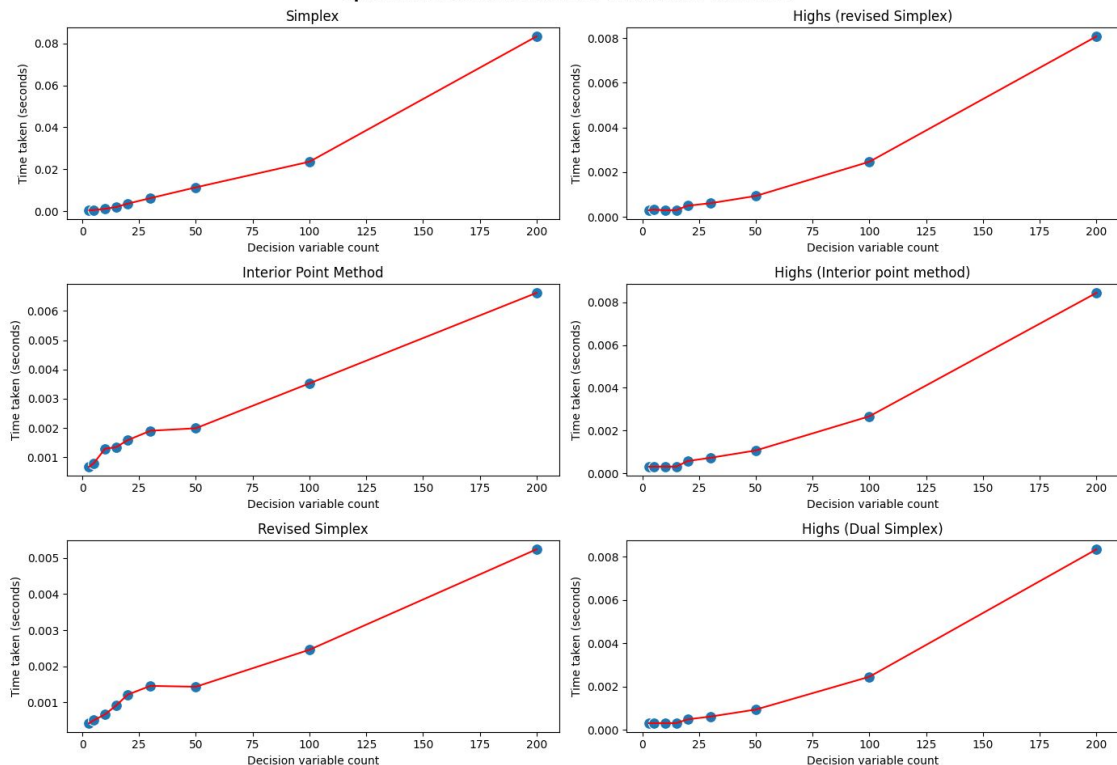 Simplex
Time taken (seconds)
0.08
0.06
0.04
0.02
0.00
0 25 50 75 100 125 150 175 200
Decision variable count
Highs (revised Simplex)
Time taken (seconds)
0.008
0.006
0.004
0.002
0.000
0 25 50 75 100 125 150 175 200
Decision variable count
Interior Point Method
Time taken (seconds)
0.006
0.005
0.004
0.003
0.002
0.001
0 25 50 75 100 125 150 175 200
Decision variable count
Highs (Interior point method)
Time taken (seconds)
0.008
0.006
0.004
0.002
0.000
0 25 50 75 100 125 150 175 200
Decision variable count
Revised Simplex
Time taken (seconds)
0.005
0.004
0.003
0.002
0.001
0 25 50 75 100 125 150 175 200
Decision variable count
Highs (Dual Simplex)
Time taken (seconds)
0.008
0.006
0.004
0.002
0.000
0 25 50 75 100 125 150 175 200
Decision variable count